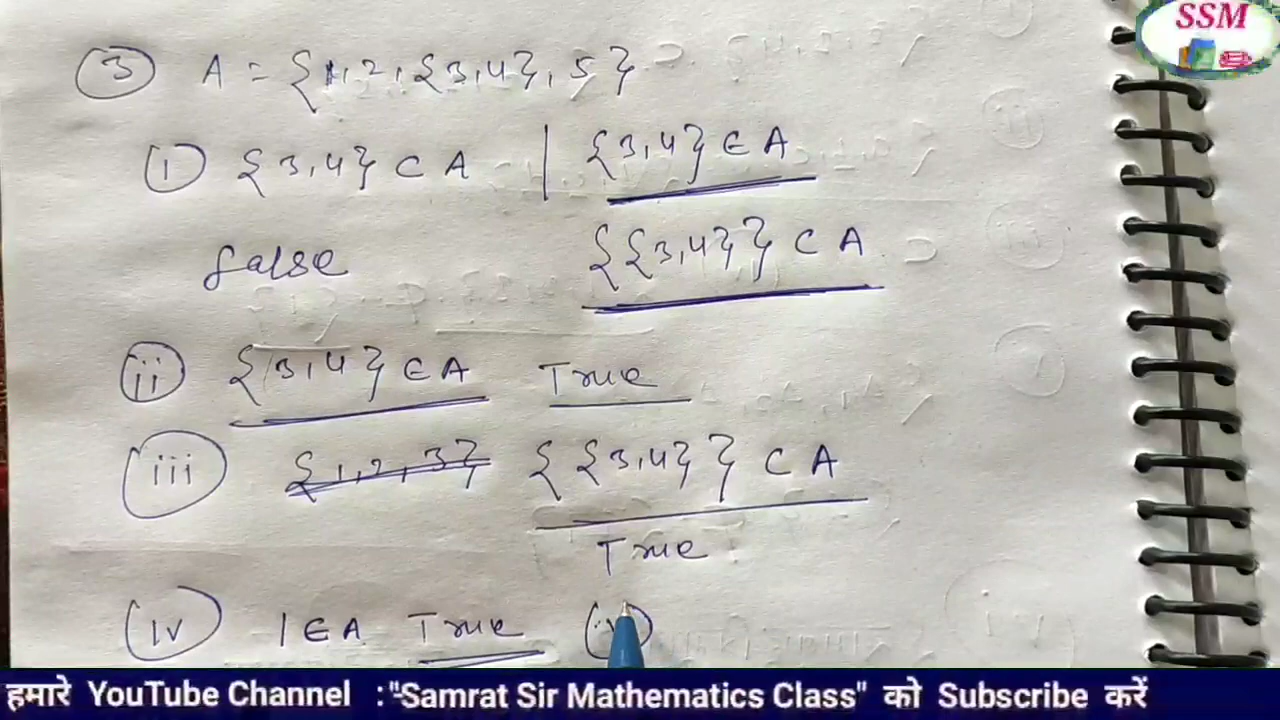 SSM
③ A = {1, 2, {3, 4}, 5}
① {3, 4} ⊂ A | {3, 4} ∈ A
false {{3, 4}} ⊂ A
(ii) {3, 4} ∈ A True
(iii) {1, 2, 3} {{3, 4}} ⊂ A
True
(iv) 1 ∈ A True (v)
हमारे YouTube Channel :"-Samrat Sir Mathematics Class" को Subscribe करें